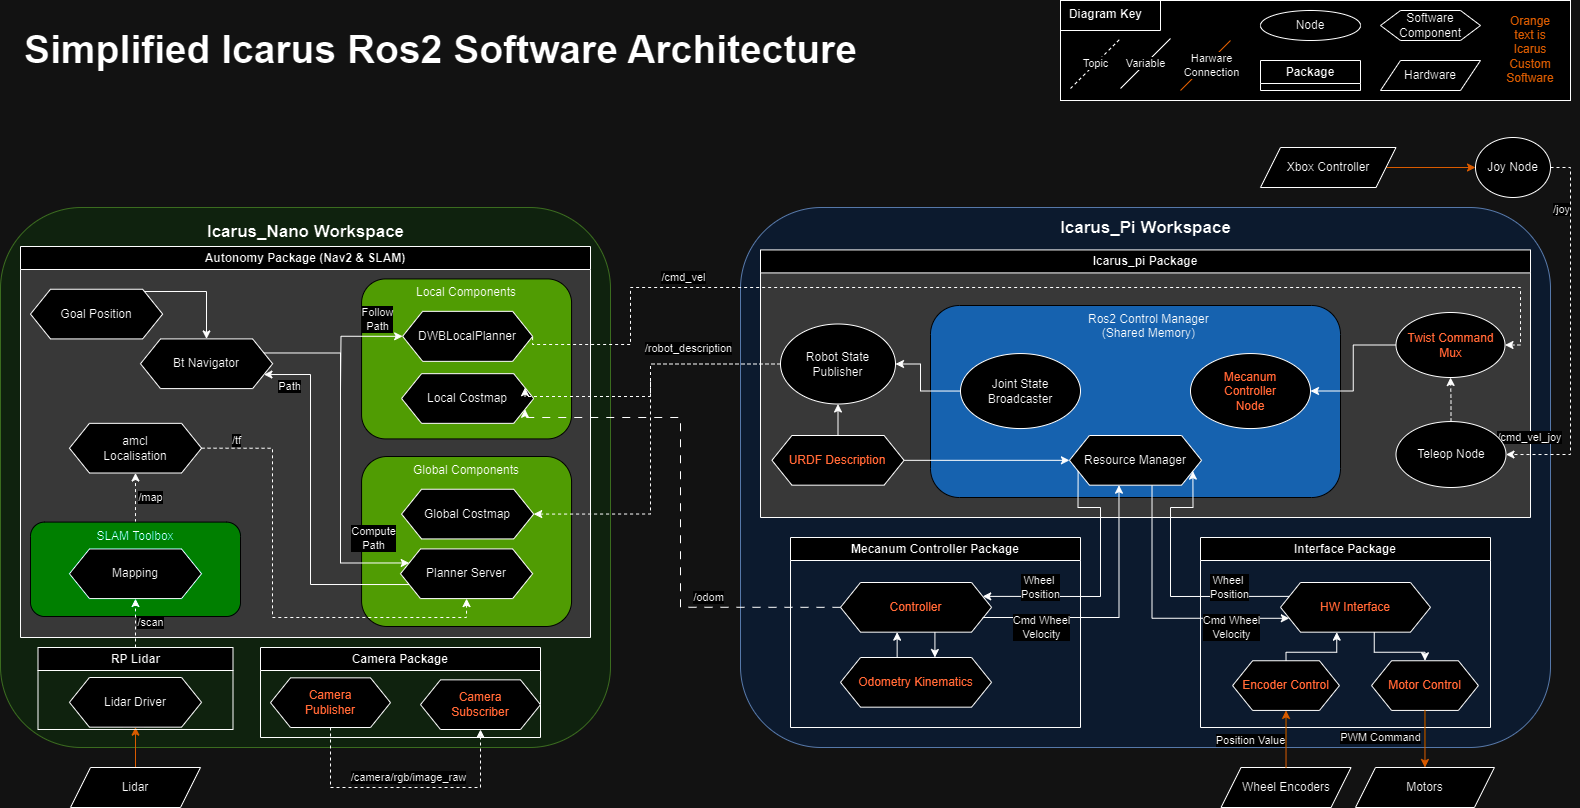 Simplified Icarus Ros2 Software Architecture
Diagram Key
Topic
Variable
Harware
Connection
Node
Package
Software
Component
Hardware
Orange
text is
Icarus
Custom
Software
Xbox Controller
Joy Node
/joy
Icarus_Nano Workspace
Autonomy Package (Nav2 & SLAM)
Goal Position
Bt Navigator
Path
Follow
Path
Local Components
DWBLocalPlanner
Local Costmap
amcl
Localisation
/tf
/map
SLAM Toolbox
Mapping
/scan
Global Components
Global Costmap
Compute
Path
Planner Server
RP Lidar
Lidar Driver
Lidar
Camera Package
Camera
Publisher
Camera
Subscriber
/camera/rgb/image_raw
/cmd_vel
/robot_description
/odom
Icarus_Pi Workspace
Icarus_pi Package
Robot State
Publisher
URDF Description
Ros2 Control Manager
(Shared Memory)
Joint State
Broadcaster
Mecanum
Controller
Node
Resource Manager
Twist Command
Mux
/cmd_vel_joy
Teleop Node
Mecanum Controller Package
Controller
Odometry Kinematics
Wheel
Position
Cmd Wheel
Velocity
Interface Package
Wheel
Position
Cmd Wheel
Velocity
HW Interface
Encoder Control
Motor Control
Position Value
PWM Command
Wheel Encoders
Motors